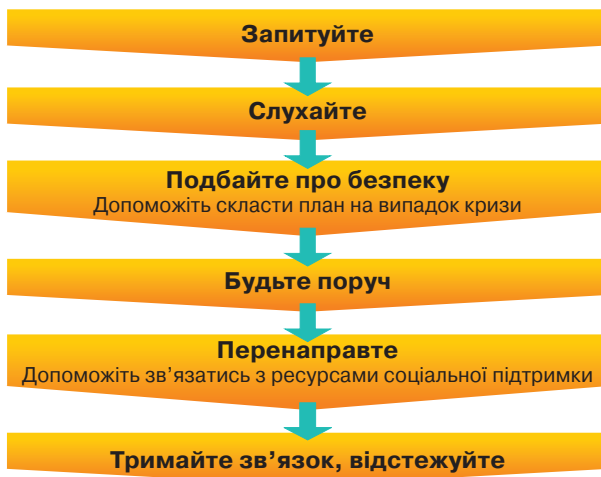 Запитуйте
Слухайте
Подбайте про безпеку
Допоможіть скласти план на випадок кризи
Будьте поруч
Перенаправте
Допоможіть зв’язатись з ресурсами соціальної підтримки
Тримайте зв’язок, відстежуйте